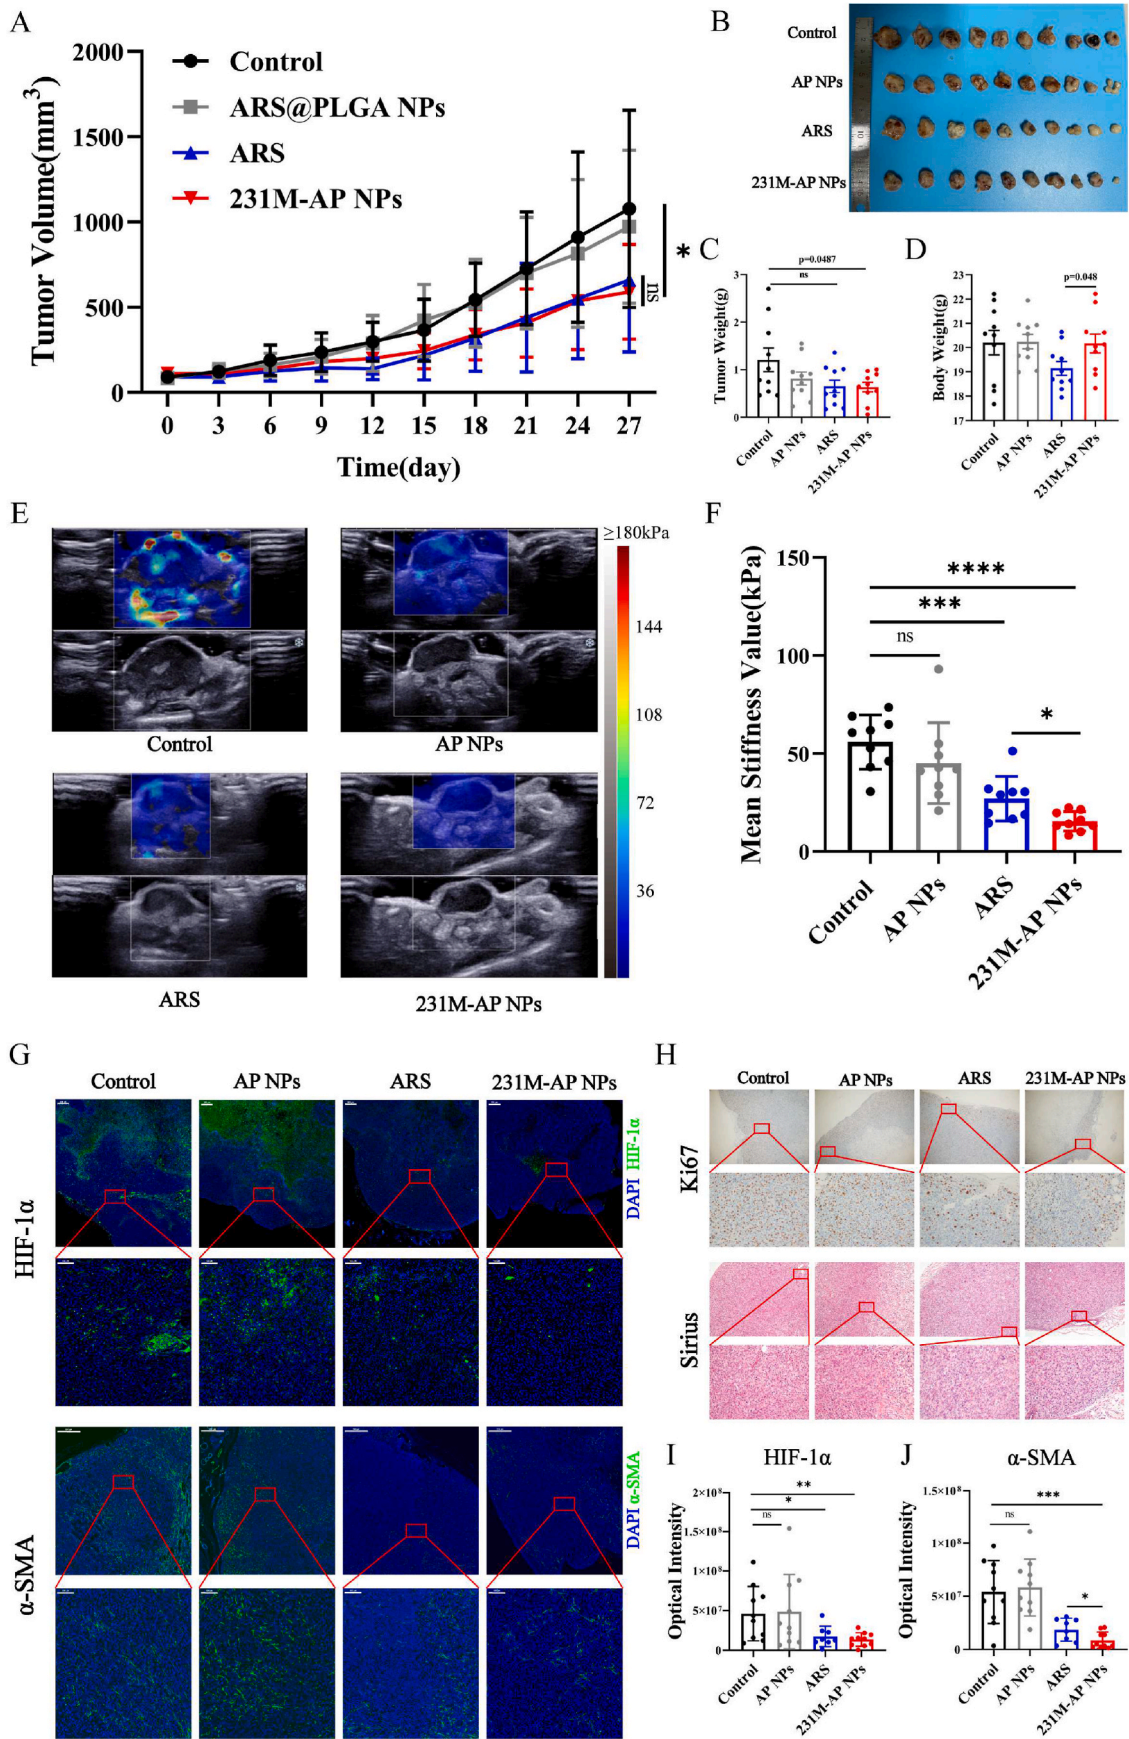 A
2000
1500
1000
500
0
Tumor Volume(mm³)
Control
ARS@PLGA NPs
ARS
231M-AP NPs
*
ns
0 3 6 9 12 15 18 21 24 27
Time(day)
B
Control
AP NPs
ARS
231M-AP NPs
C
p=0.0487
ns
3
2
1
0
Tumor Weight(g)
Control
AP NPs
ARS
231M-AP NPs
D
p=0.048
23
22
21
20
19
18
17
Body Weight(g)
Control
AP NPs
ARS
231M-AP NPs
E
≥180kPa
144
108
72
36
Control
AP NPs
ARS
231M-AP NPs
F
150
100
50
0
Mean Stiffness Value(kPa)
****
***
ns
*
Control
AP NPs
ARS
231M-AP NPs
G
Control AP NPs ARS 231M-AP NPs
HIF-1α
DAPI HIF-1α
α-SMA
DAPI α-SMA
H
Control AP NPs ARS 231M-AP NPs
Ki67
Sirius
I
HIF-1α
2×10⁸
1×10⁸
1×10⁸
5×10⁷
0
Optical Intensity
**
*
ns
Control
AP NPs
ARS
231M-AP NPs
J
α-SMA
1.5×10⁸
1×10⁸
5×10⁷
0
Optical Intensity
***
ns
*
Control
AP NPs
ARS
231M-AP NPs